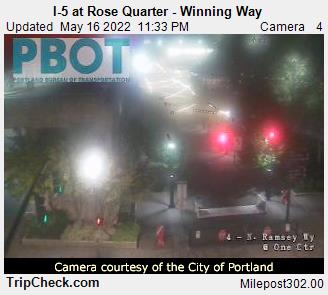 I-5 at Rose Quarter - Winning Way
Updated May 16 2022 11:33 PM Camera 4
PBOT
PORTLAND BUREAU OF TRANSPORTATION
4 - N. Ramsey Wy
@ One Ctr
Camera courtesy of the City of Portland
TripCheck.com Milepost302.00